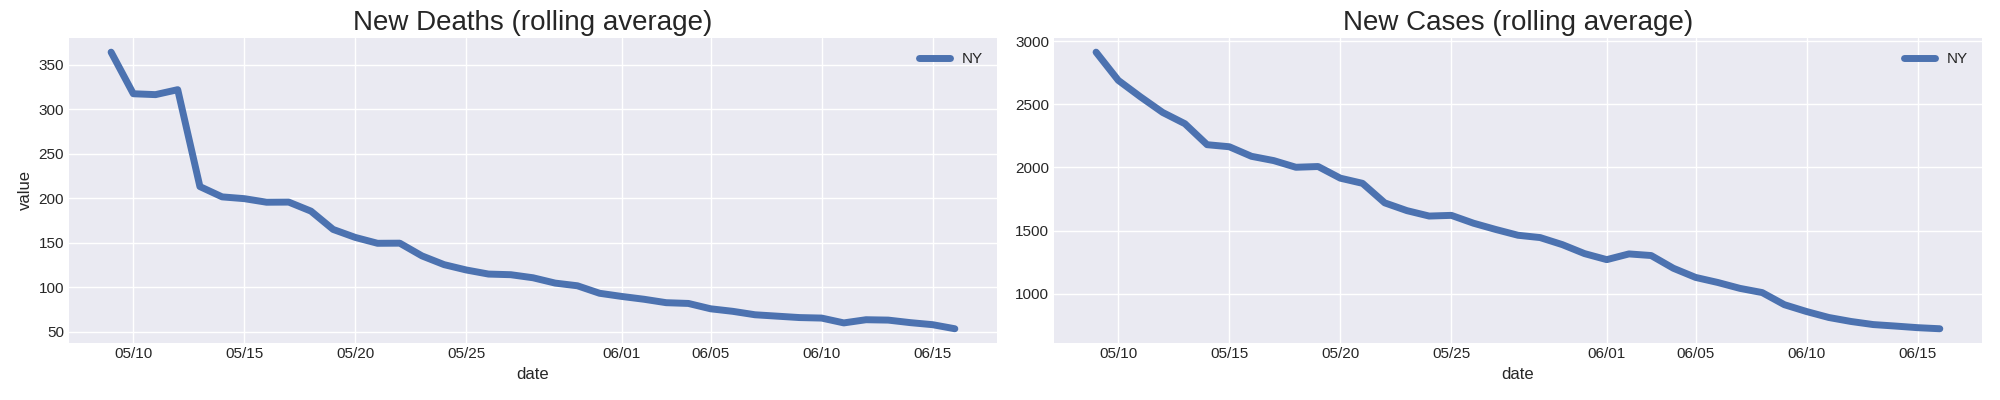 New Deaths (rolling average)
NY
350
300
250
200
150
100
50
value
05/10 05/15 05/20 05/25 06/01 06/05 06/10 06/15
date
New Cases (rolling average)
NY
3000
2500
2000
1500
1000
05/10 05/15 05/20 05/25 06/01 06/05 06/10 06/15
date